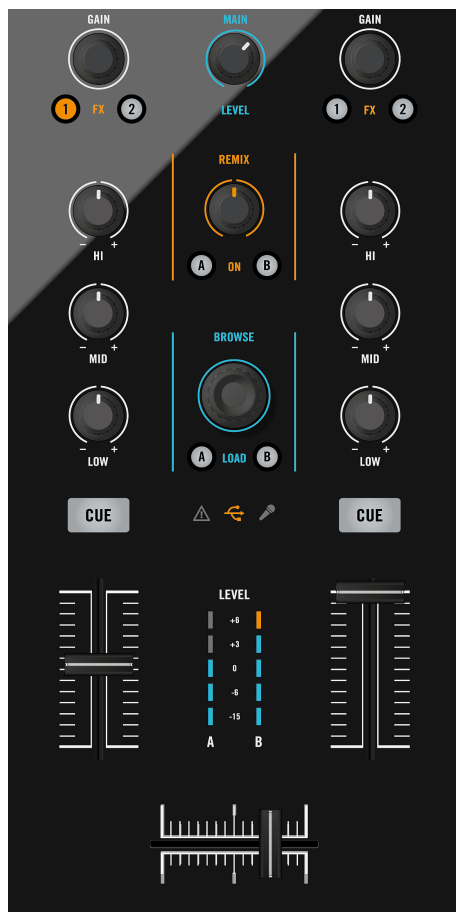 GAIN MAIN GAIN
1 FX 2 LEVEL 1 FX 2
REMIX
- + - +
HI A ON B HI
BROWSE
- + - +
MID MID
- + - +
LOW A LOAD B LOW
CUE CUE
LEVEL
+6
+3
0
-6
-15
A B